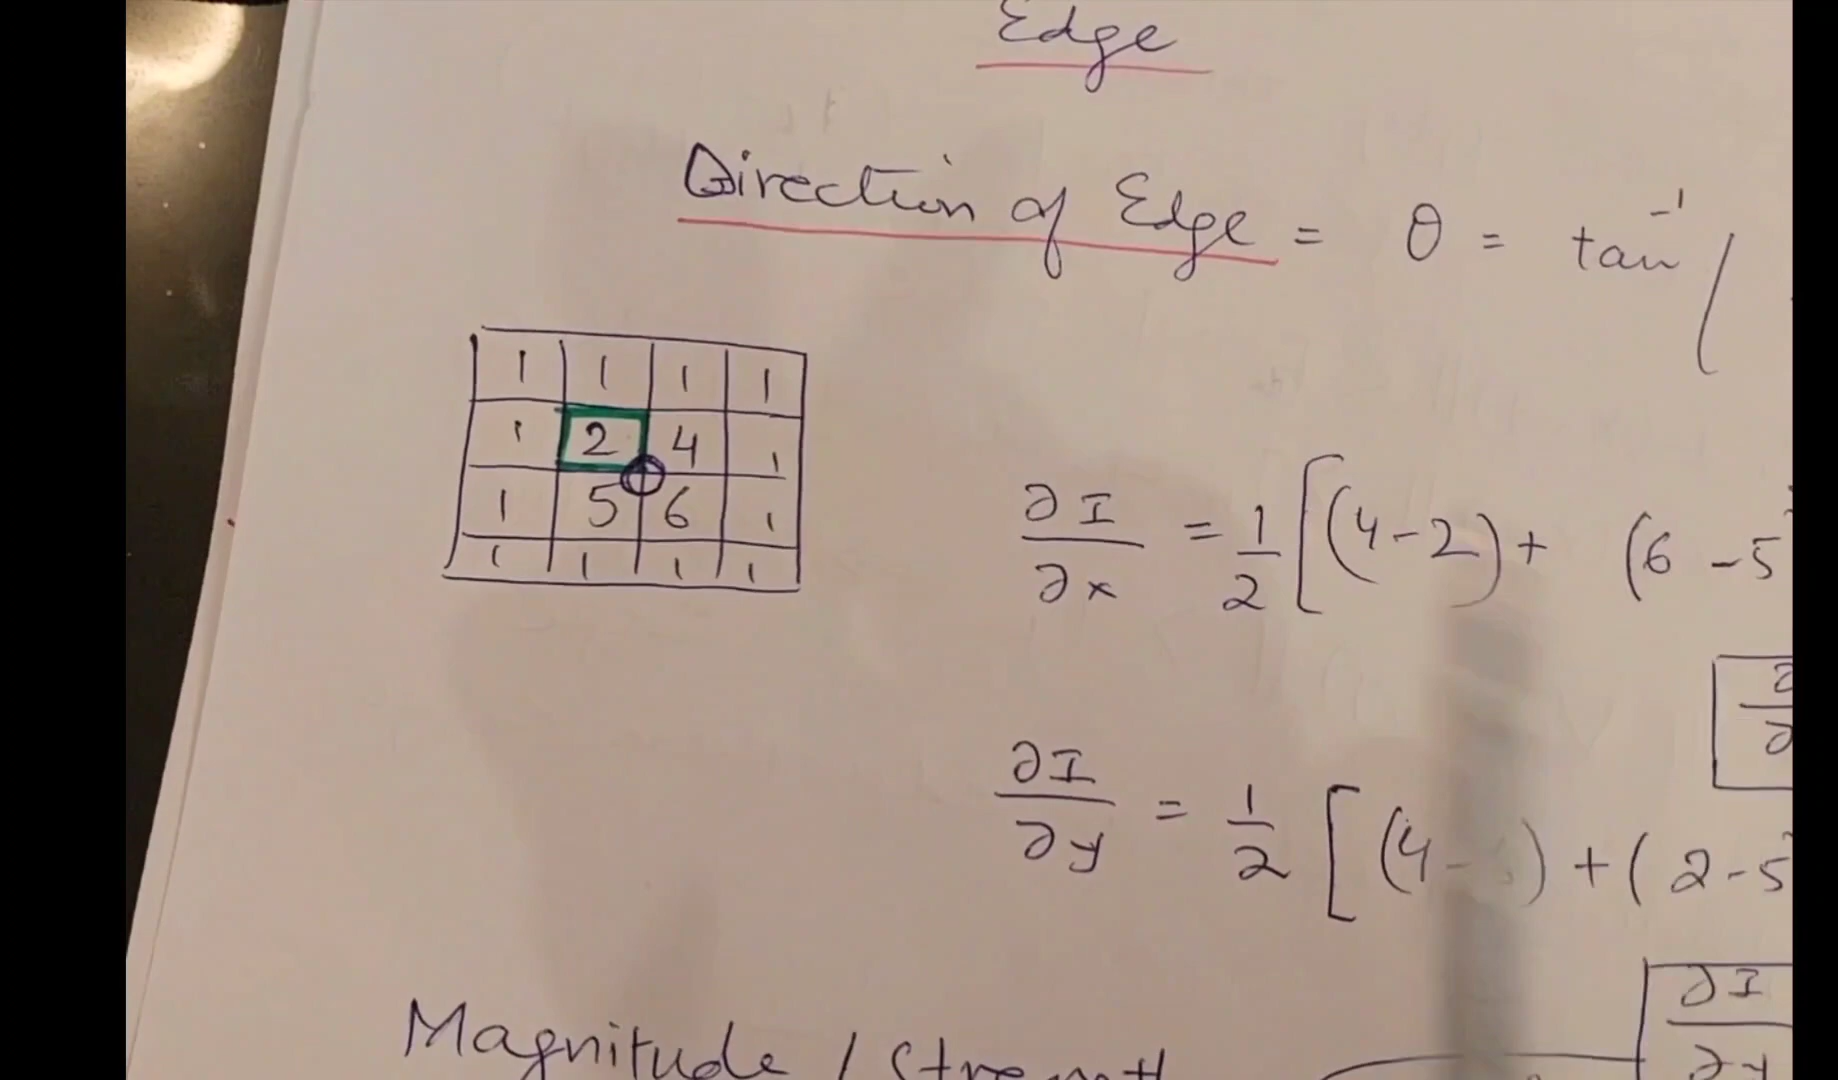 Edge
Direction of Edge = θ = tan⁻¹ (
1 1 1 1
1 2 4 1
1 5 6 1
1 1 1 1
∂I/∂x = 1/2 [(4-2) + (6-5
∂I/∂y = 1/2 [(4- ) + (2-5
∂I
Magnitude / Strength